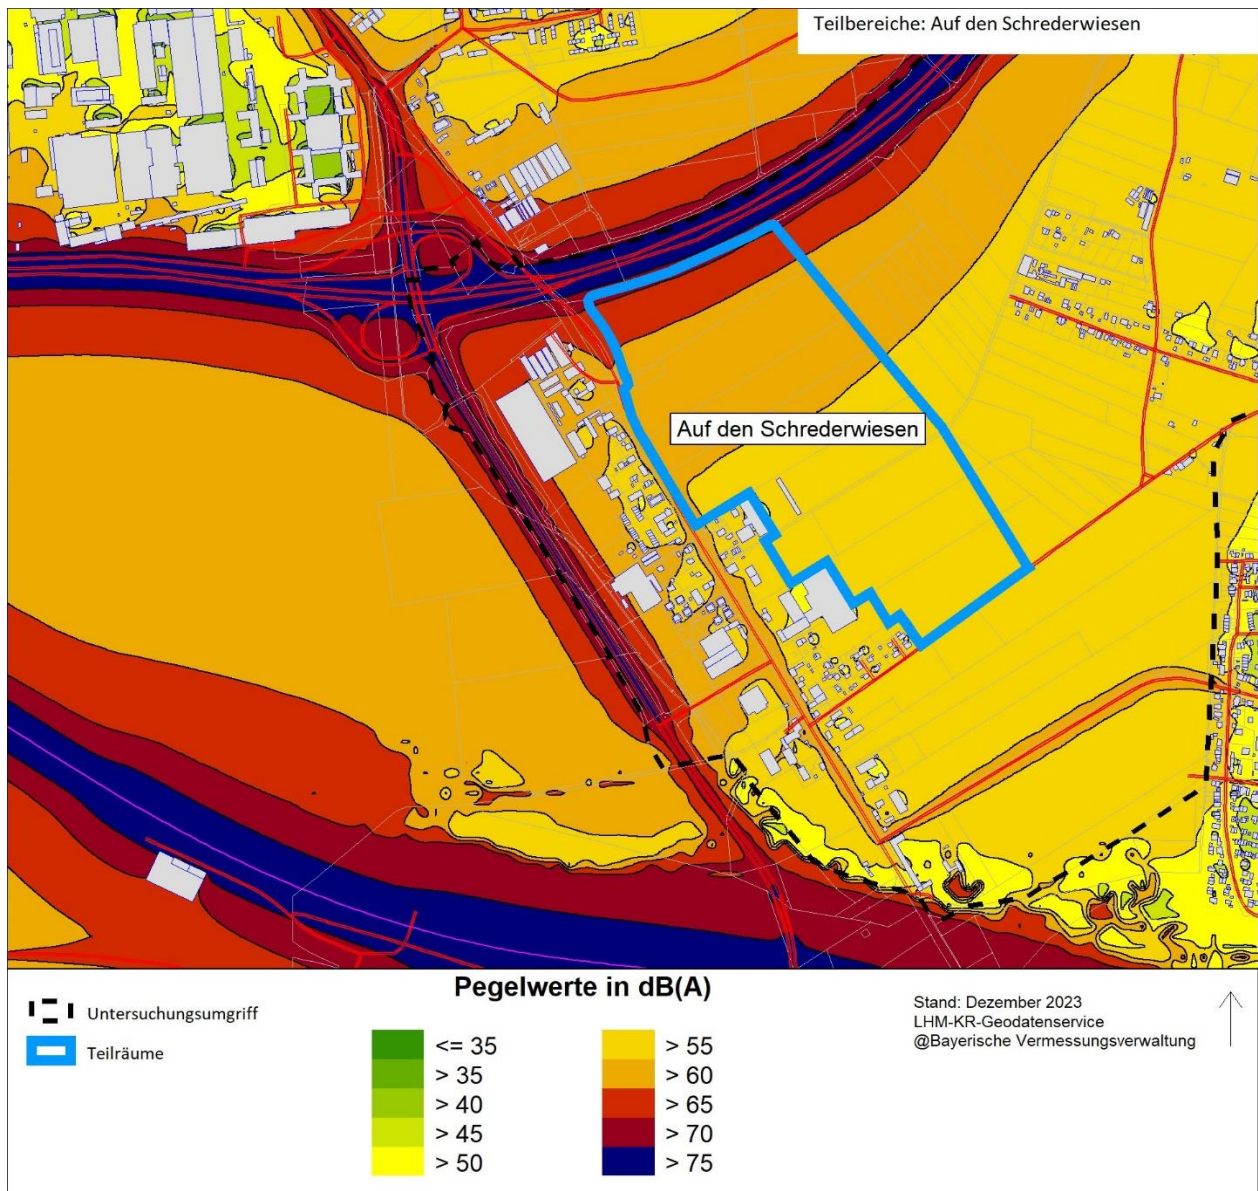 Teilbereiche: Auf den Schrederwiesen
Auf den Schrederwiesen
Pegelwerte in dB(A)
Untersuchungsumgriff
Teilräume
<= 35
> 35
> 40
> 45
> 50
> 55
> 60
> 65
> 70
> 75
Stand: Dezember 2023
LHM-KR-Geodatenservice
@Bayerische Vermessungsverwaltung